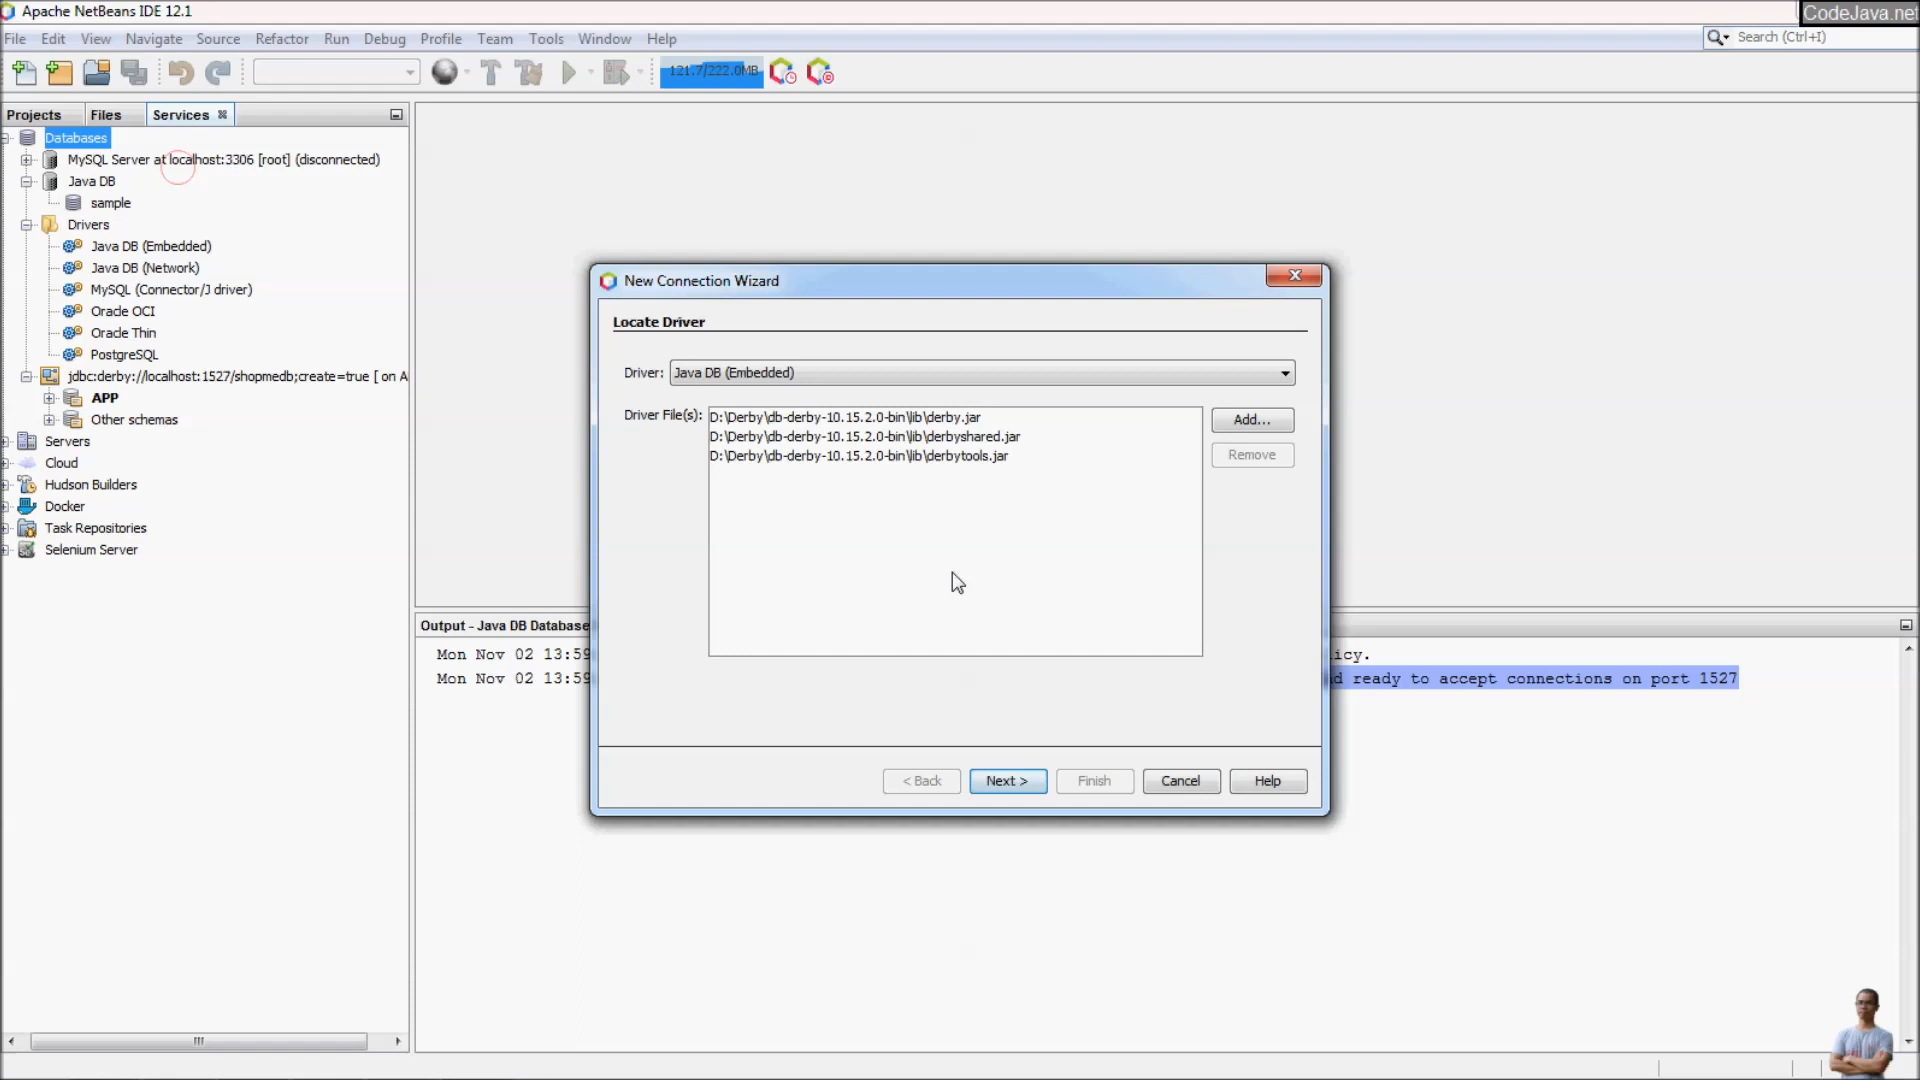 Apache NetBeans IDE 12.1
CodeJava.net
File Edit View Navigate Source Refactor Run Debug Profile Team Tools Window Help
Search (Ctrl+I)
121.7/222.0MB
Projects Files Services
Databases
MySQL Server at localhost:3306 [root] (disconnected)
Java DB
sample
Drivers
Java DB (Embedded)
Java DB (Network)
MySQL (Connector/J driver)
Oracle OCI
Oracle Thin
PostgreSQL
jdbc:derby://localhost:1527/shopmedb;create=true [ on A
APP
Other schemas
Servers
Cloud
Hudson Builders
Docker
Task Repositories
Selenium Server
New Connection Wizard
Locate Driver
Driver: Java DB (Embedded)
Driver File(s):
D:\Derby\db-derby-10.15.2.0-bin\lib\derby.jar
D:\Derby\db-derby-10.15.2.0-bin\lib\derbyshared.jar
D:\Derby\db-derby-10.15.2.0-bin\lib\derbytools.jar
Add...
Remove
< Back Next > Finish Cancel Help
Output - Java DB Database
Mon Nov 02 13:59 icy.
Mon Nov 02 13:59 d ready to accept connections on port 1527